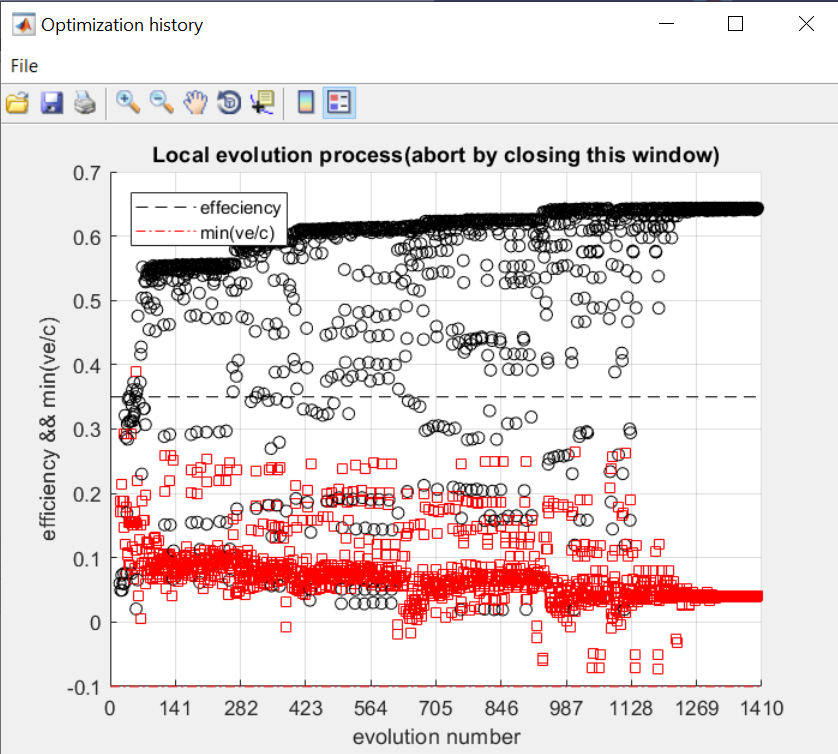 Optimization history
File
Local evolution process(abort by closing this window)
effeciency
min(ve/c)
0.7
0.6
0.5
0.4
0.3
0.2
0.1
0
-0.1
efficiency && min(ve/c)
0 141 282 423 564 705 846 987 1128 1269 1410
evolution number